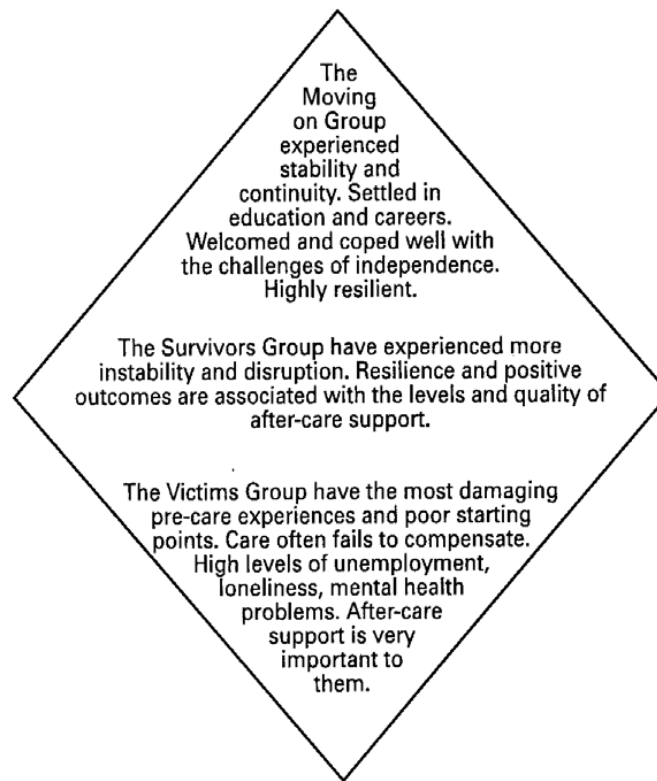 The
Moving
on Group
experienced
stability and
continuity. Settled in
education and careers.
Welcomed and coped well with
the challenges of independence.
Highly resilient.
The Survivors Group have experienced more
instability and disruption. Resilience and positive
outcomes are associated with the levels and quality of
after-care support.
The Victims Group have the most damaging
pre-care experiences and poor starting
points. Care often fails to compensate.
High levels of unemployment,
loneliness, mental health
problems. After-care
support is very
important to
them.